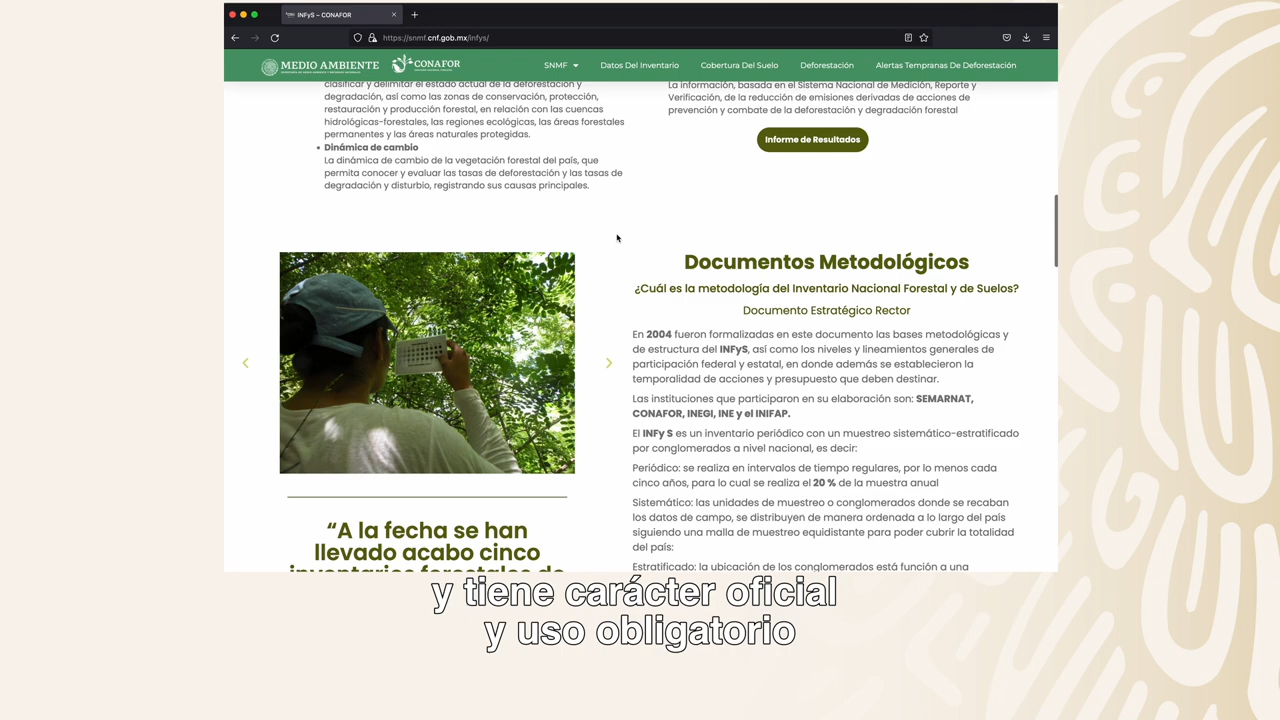 INFyS – CONAFOR
https://snmf.cnf.gob.mx/infys/
MEDIO AMBIENTE
CONAFOR
SNMF
Datos Del Inventario
Cobertura Del Suelo
Deforestación
Alertas Tempranas De Deforestación
clasificar y delimitar el estado actual de la deforestación y
degradación, así como las zonas de conservación, protección,
restauración y producción forestal, en relación con las cuencas
hidrológicas-forestales, las regiones ecológicas, las áreas forestales
permanentes y las áreas naturales protegidas.
• Dinámica de cambio
La dinámica de cambio de la vegetación forestal del país, que
permita conocer y evaluar las tasas de deforestación y las tasas de
degradación y disturbio, registrando sus causas principales.
La información, basada en el Sistema Nacional de Medición, Reporte y
Verificación, de la reducción de emisiones derivadas de acciones de
prevención y combate de la deforestación y degradación forestal
Informe de Resultados
“A la fecha se han
llevado acabo cinco
inventarios forestales de
Documentos Metodológicos
¿Cuál es la metodología del Inventario Nacional Forestal y de Suelos?
Documento Estratégico Rector
En 2004 fueron formalizadas en este documento las bases metodológicas y
de estructura del INFyS, así como los niveles y lineamientos generales de
participación federal y estatal, en donde además se establecieron la
temporalidad de acciones y presupuesto que deben destinar.
Las instituciones que participaron en su elaboración son: SEMARNAT,
CONAFOR, INEGI, INE y el INIFAP.
El INFy S es un inventario periódico con un muestreo sistemático-estratificado
por conglomerados a nivel nacional, es decir:
Periódico: se realiza en intervalos de tiempo regulares, por lo menos cada
cinco años, para lo cual se realiza el 20 % de la muestra anual
Sistemático: las unidades de muestreo o conglomerados donde se recaban
los datos de campo, se distribuyen de manera ordenada a lo largo del país
siguiendo una malla de muestreo equidistante para poder cubrir la totalidad
del país:
Estratificado: la ubicación de los conglomerados está función a una
y tiene carácter oficial
y uso obligatorio